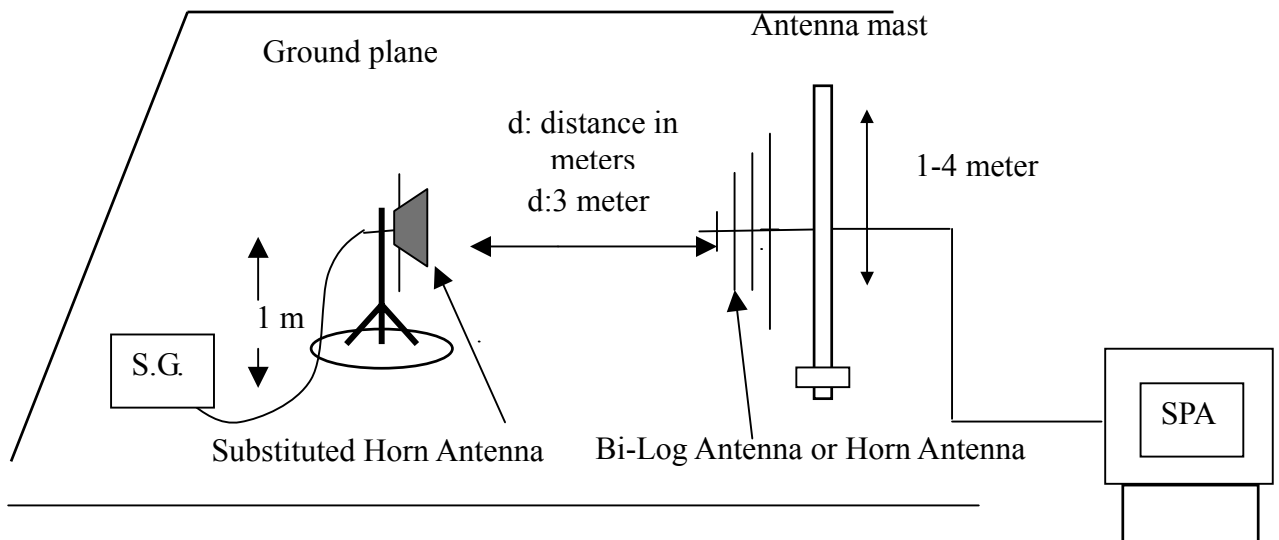 Antenna mast
Ground plane
d: distance in
meters
d:3 meter
1-4 meter
1 m
S.G.
SPA
Substituted Horn Antenna
Bi-Log Antenna or Horn Antenna